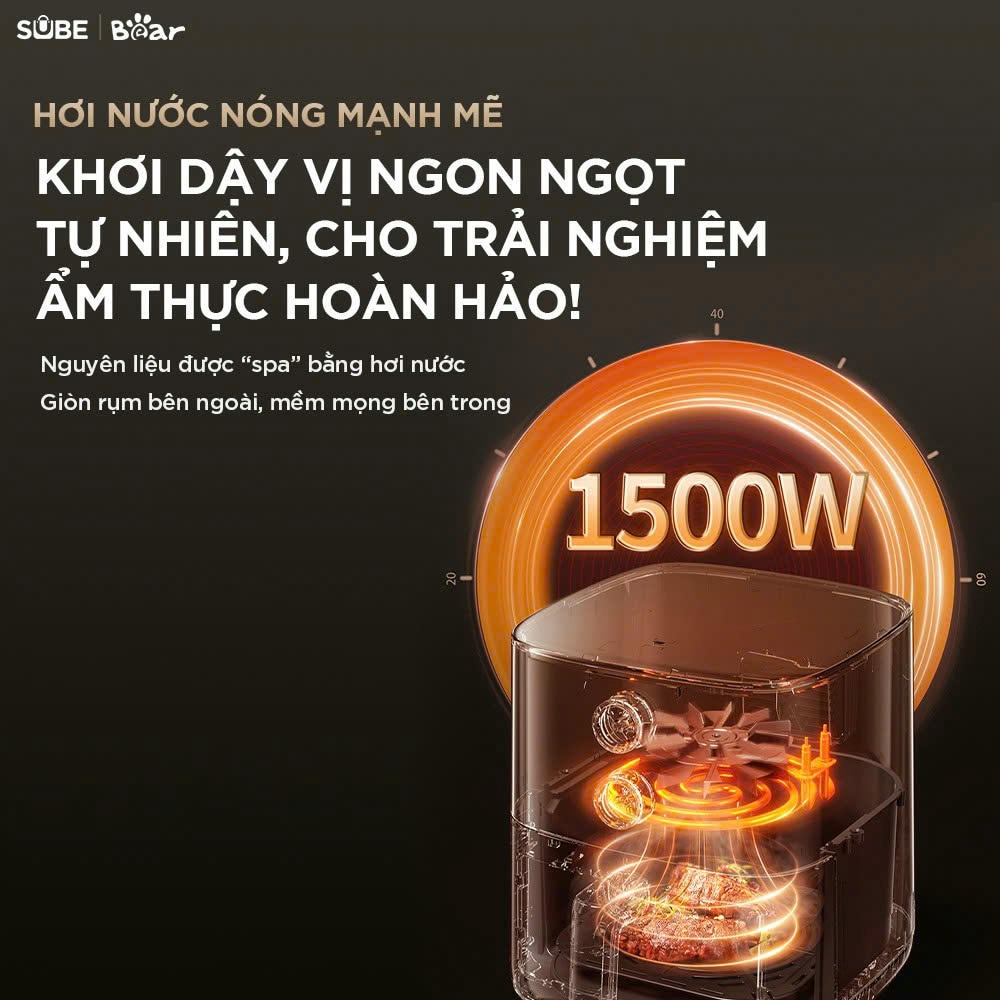 SUBE | Bear
HƠI NƯỚC NÓNG MẠNH MẼ
KHƠI DẬY VỊ NGON NGỌT
TỰ NHIÊN, CHO TRẢI NGHIỆM
ẨM THỰC HOÀN HẢO!
Nguyên liệu được “spa” bằng hơi nước
Giòn rụm bên ngoài, mềm mọng bên trong
40
1500W
20
60